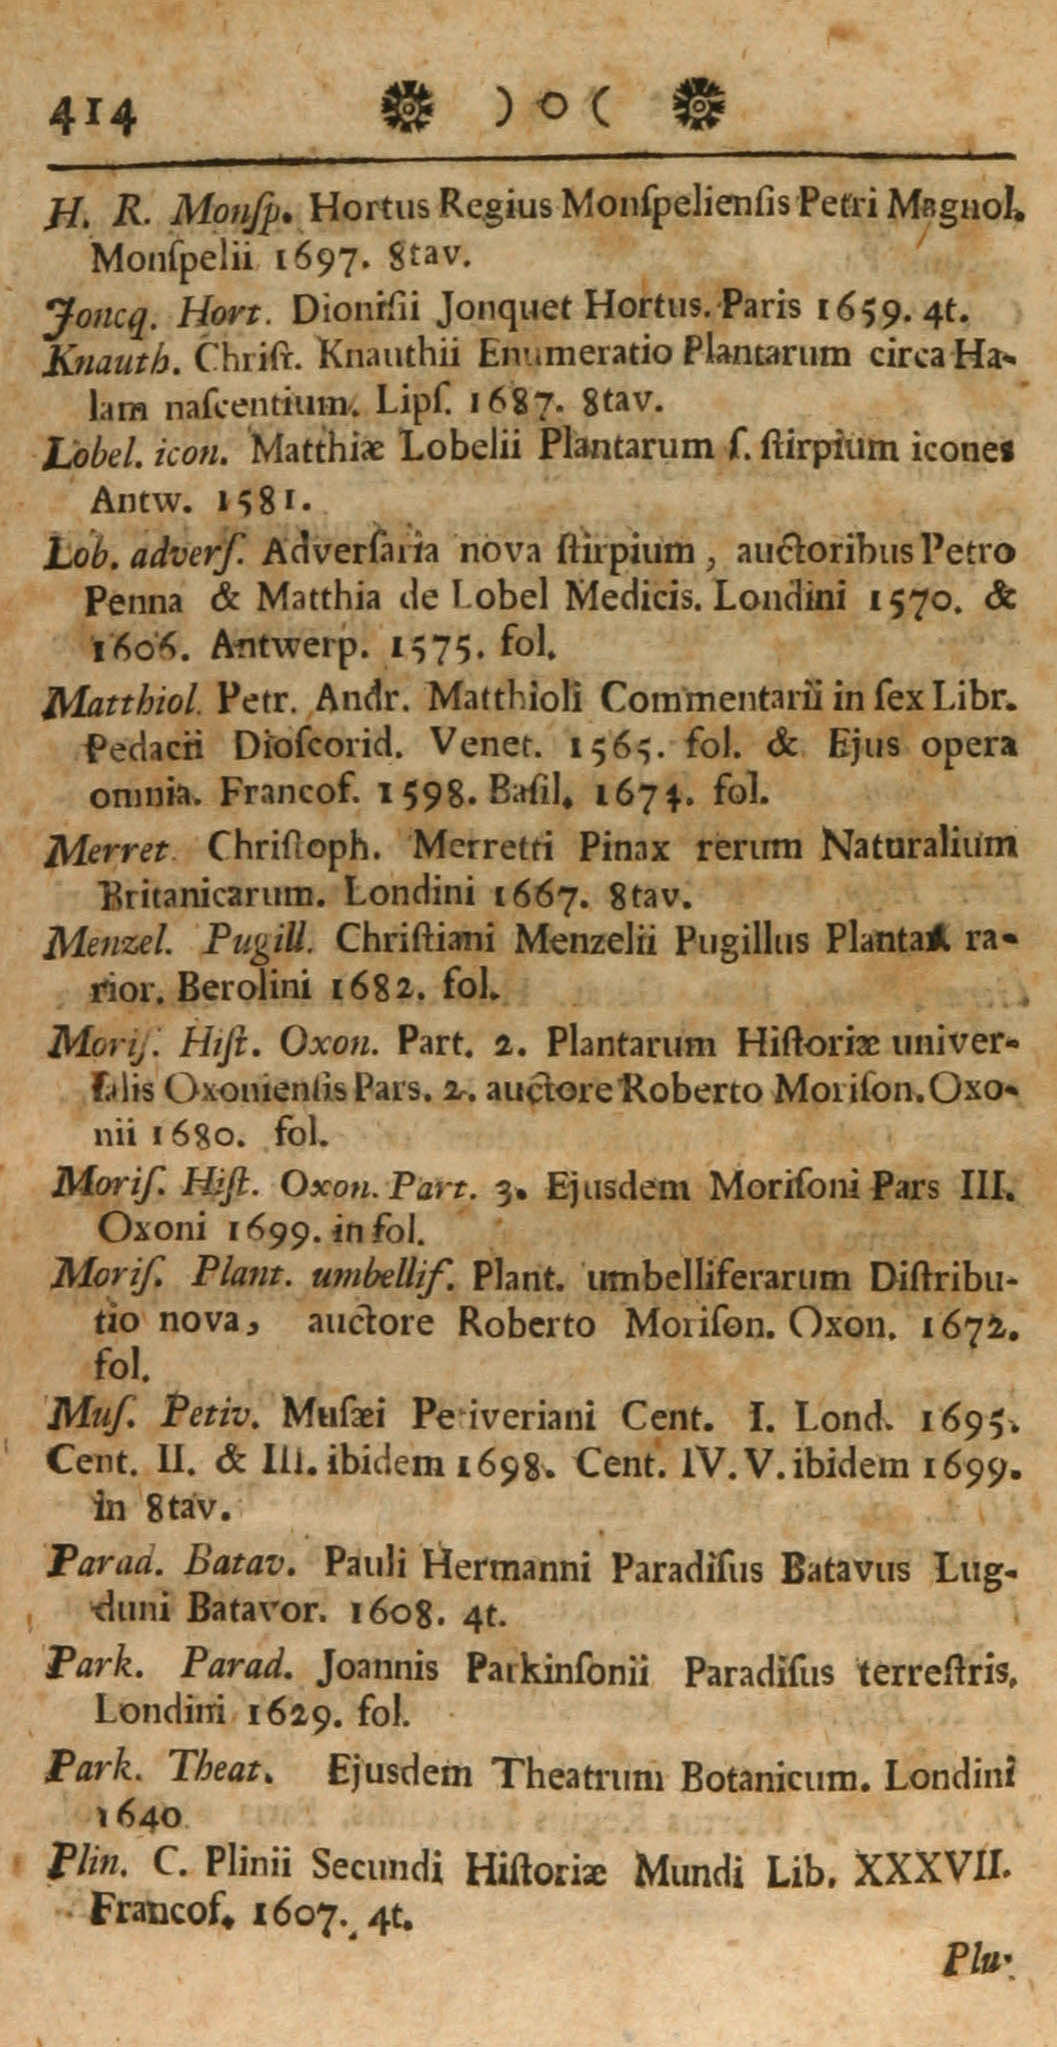 414 ) o (
H. R. Monſp. Hortus Regius Monſpelienſis Petri Magnol.
Monſpelii 1697. 8tav.
Joncq. Hort. Dioniſii Jonquet Hortus. Paris 1659. 4t.
Knauth. Chriſt. Knauthii Enumeratio Plantarum circa Ha-
lam naſcentium. Lipſ. 1687. 8tav.
Lobel. icon. Matthiæ Lobelii Plantarum ſ. ſtirpium icones
Antw. 1581.
Lob. adverſ. Adverſaria nova ſtirpium, auctoribus Petro
Penna & Matthia de Lobel Medicis. Londini 1570. &
1606. Antwerp. 1575. fol.
Matthiol. Petr. Andr. Matthioli Commentarii in ſex Libr.
Pedacii Dioſcorid. Venet. 1565. fol. & Ejus opera
omnia. Francof. 1598. Baſil. 1674. fol.
Merret. Chriſtoph. Merretti Pinax rerum Naturalium
Britanicarum. Londini 1667. 8tav.
Menzel. Pugill. Chriſtiani Menzelii Pugillus Plantar ra-
rior. Berolini 1682. fol.
Moriſ. Hiſt. Oxon. Part. 2. Plantarum Hiſtoriæ univer-
ſalis Oxonienſis Pars. 2. auctore Roberto Moriſon. Oxo-
nii 1680. fol.
Moriſ. Hiſt. Oxon. Part. 3. Ejusdem Moriſoni Pars III.
Oxoni 1699. in fol.
Moriſ. Plant. umbellif. Plant. umbelliferarum Diſtribu-
tio nova, auctore Roberto Moriſon. Oxon. 1672.
fol.
Muſ. Petiv. Muſæi Petiveriani Cent. I. Lond. 1695.
Cent. II. & III. ibidem 1698. Cent. IV. V. ibidem 1699.
in 8tav.
Parad. Batav. Pauli Hermanni Paradiſus Batavus Lug-
duni Batavor. 1608. 4t.
Park. Parad. Joannis Parkinſonii Paradiſus terreſtris.
Londini 1629. fol.
Park. Theat. Ejusdem Theatrum Botanicum. Londini
1640.
Plin. C. Plinii Secundi Hiſtoriæ Mundi Lib. XXXVII.
Francof. 1607. 4t.
Plu-